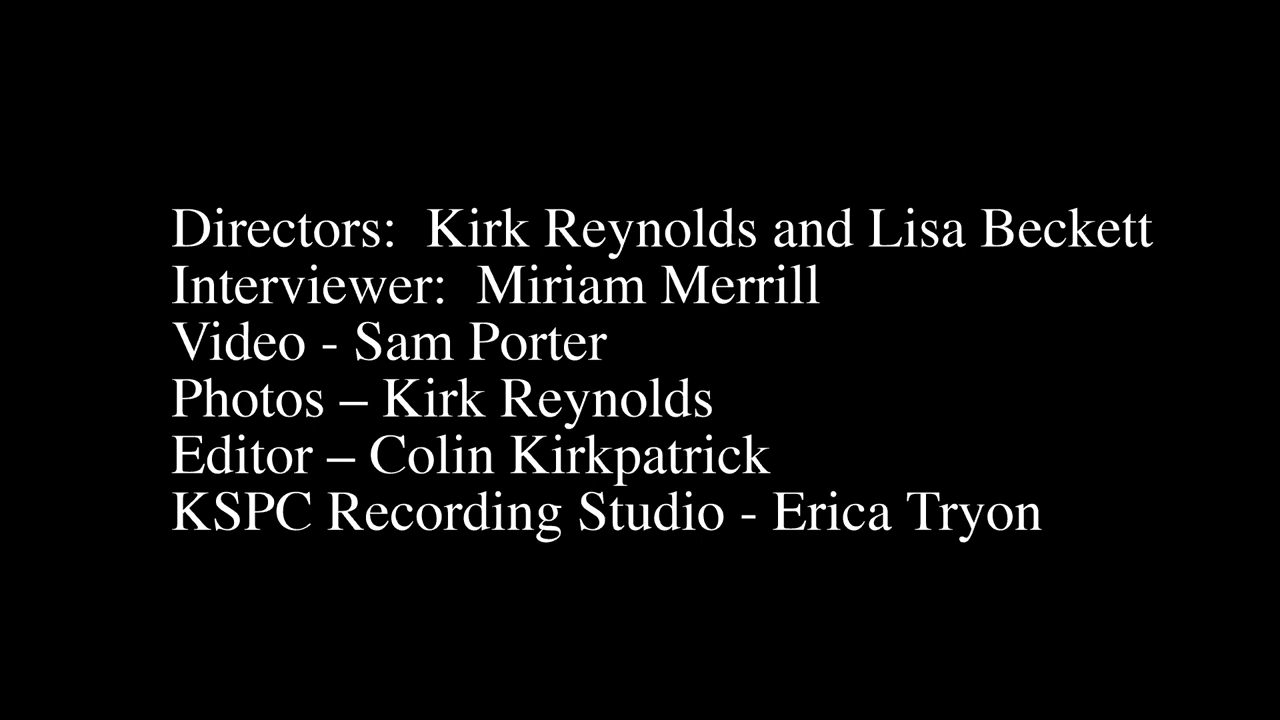 Directors:  Kirk Reynolds and Lisa Beckett
Interviewer:  Miriam Merrill
Video - Sam Porter
Photos – Kirk Reynolds
Editor – Colin Kirkpatrick
KSPC Recording Studio - Erica Tryon